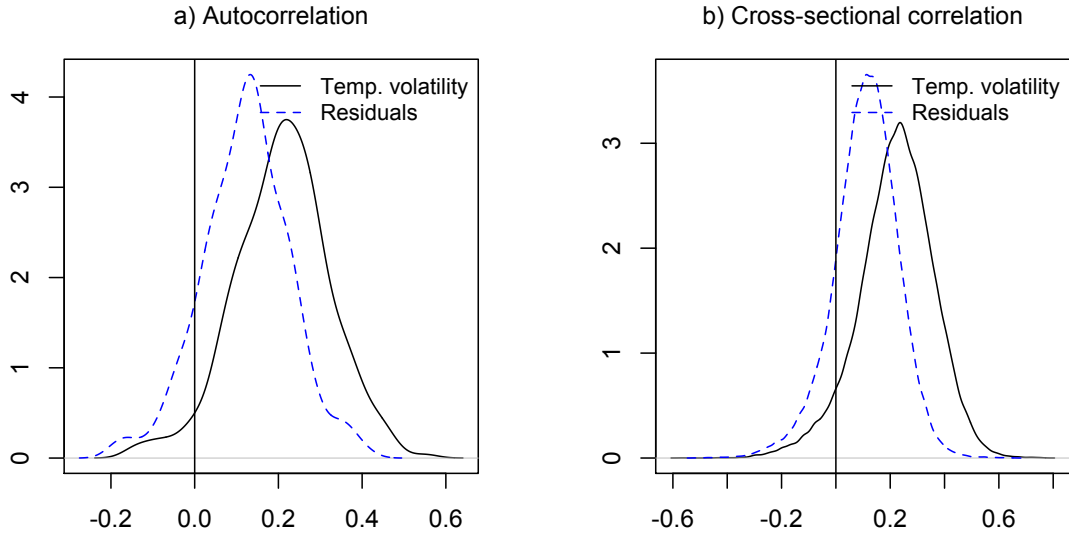 a) Autocorrelation
Temp. volatility
Residuals
4
3
2
1
0
-0.2 0.0 0.2 0.4 0.6
b) Cross-sectional correlation
Temp. volatility
Residuals
3
2
1
0
-0.6 -0.2 0.2 0.6